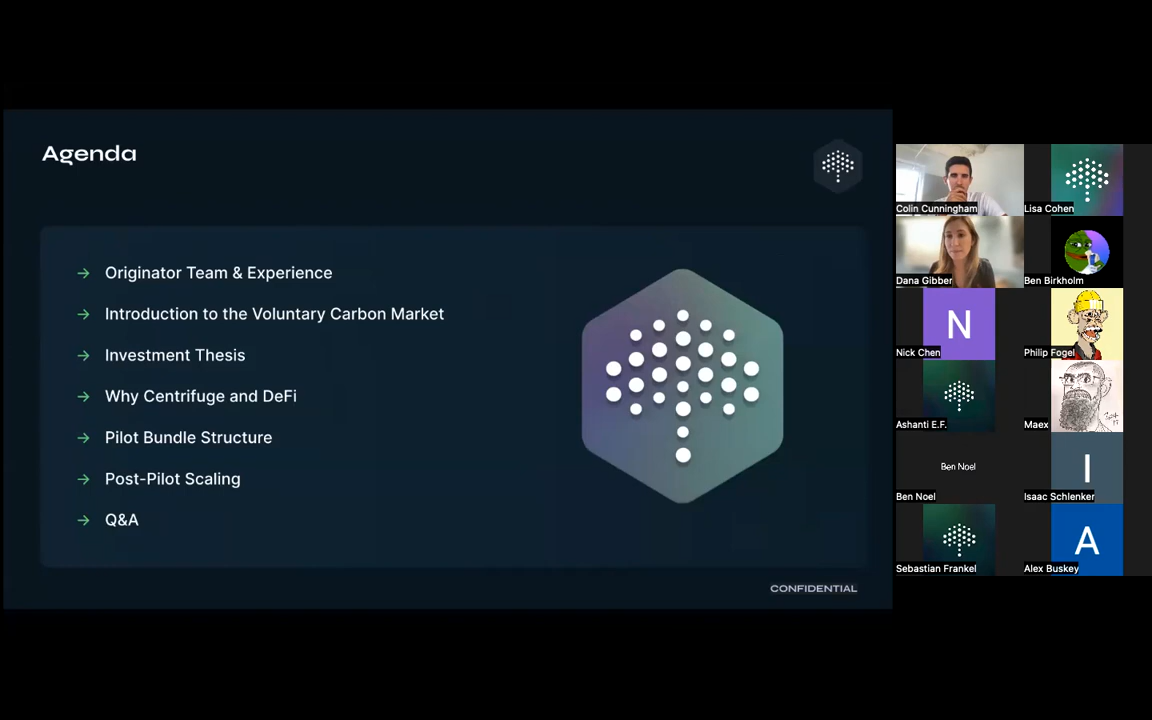 Agenda
→ Originator Team & Experience
→ Introduction to the Voluntary Carbon Market
→ Investment Thesis
→ Why Centrifuge and DeFi
→ Pilot Bundle Structure
→ Post-Pilot Scaling
→ Q&A
CONFIDENTIAL
Colin Cunningham
Lisa Cohen
Dana Gibber
Ben Birkholm
N
Nick Chen
Philip Fogel
Ashanti E.F.
Maex
Ben Noel
Ben Noel
I
Isaac Schlenker
Sebastian Frankel
A
Alex Buskey